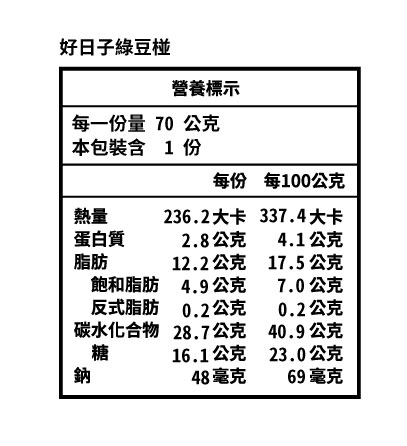 好日子綠豆椪
營養標示
每一份量 70 公克
本包裝含 1 份
每份 每100公克
熱量 236.2大卡 337.4大卡
蛋白質 2.8公克 4.1公克
脂肪 12.2公克 17.5公克
飽和脂肪 4.9公克 7.0公克
反式脂肪 0.2公克 0.2公克
碳水化合物 28.7公克 40.9公克
糖 16.1公克 23.0公克
鈉 48毫克 69毫克